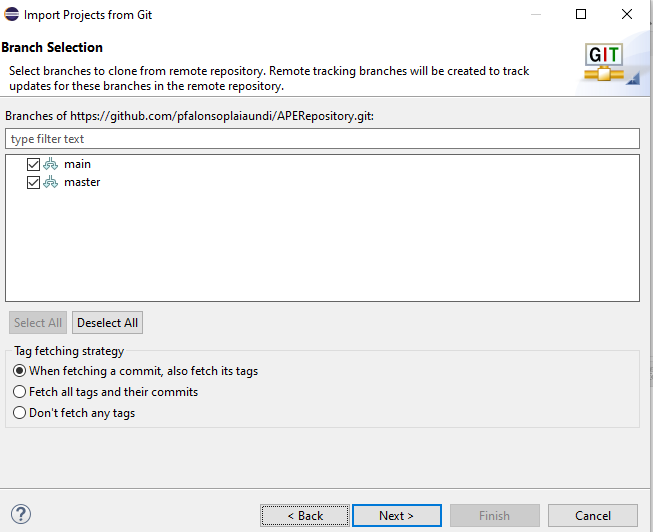 Import Projects from Git
Branch Selection
Select branches to clone from remote repository. Remote tracking branches will be created to track
updates for these branches in the remote repository.
GIT
Branches of https://github.com/pfalonsoplaiaundi/APERepository.git:
type filter text
main
master
Select All
Deselect All
Tag fetching strategy
When fetching a commit, also fetch its tags
Fetch all tags and their commits
Don't fetch any tags
?
< Back
Next >
Finish
Cancel